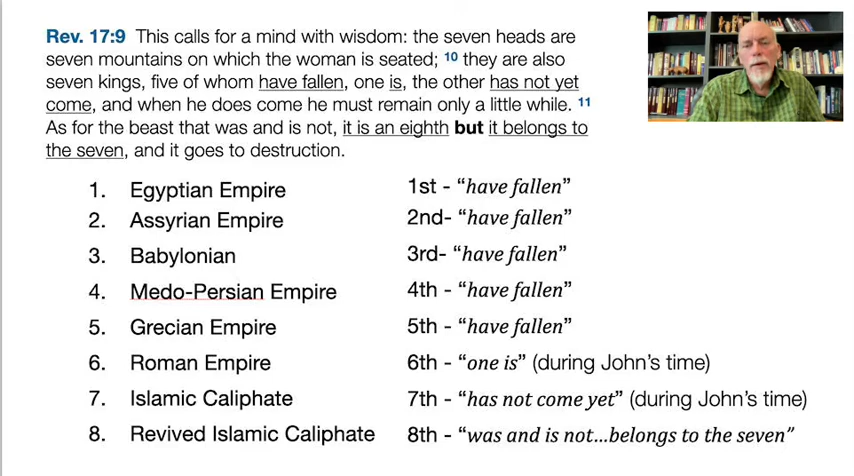 Rev. 17:9 This calls for a mind with wisdom: the seven heads are
seven mountains on which the woman is seated; 10 they are also
seven kings, five of whom have fallen, one is, the other has not yet
come, and when he does come he must remain only a little while. 11
As for the beast that was and is not, it is an eighth but it belongs to
the seven, and it goes to destruction.
1. Egyptian Empire 1st - “have fallen”
2. Assyrian Empire 2nd- “have fallen”
3. Babylonian 3rd- “have fallen”
4. Medo-Persian Empire 4th - “have fallen”
5. Grecian Empire 5th - “have fallen”
6. Roman Empire 6th - “one is” (during John’s time)
7. Islamic Caliphate 7th - “has not come yet” (during John’s time)
8. Revived Islamic Caliphate 8th - “was and is not...belongs to the seven”